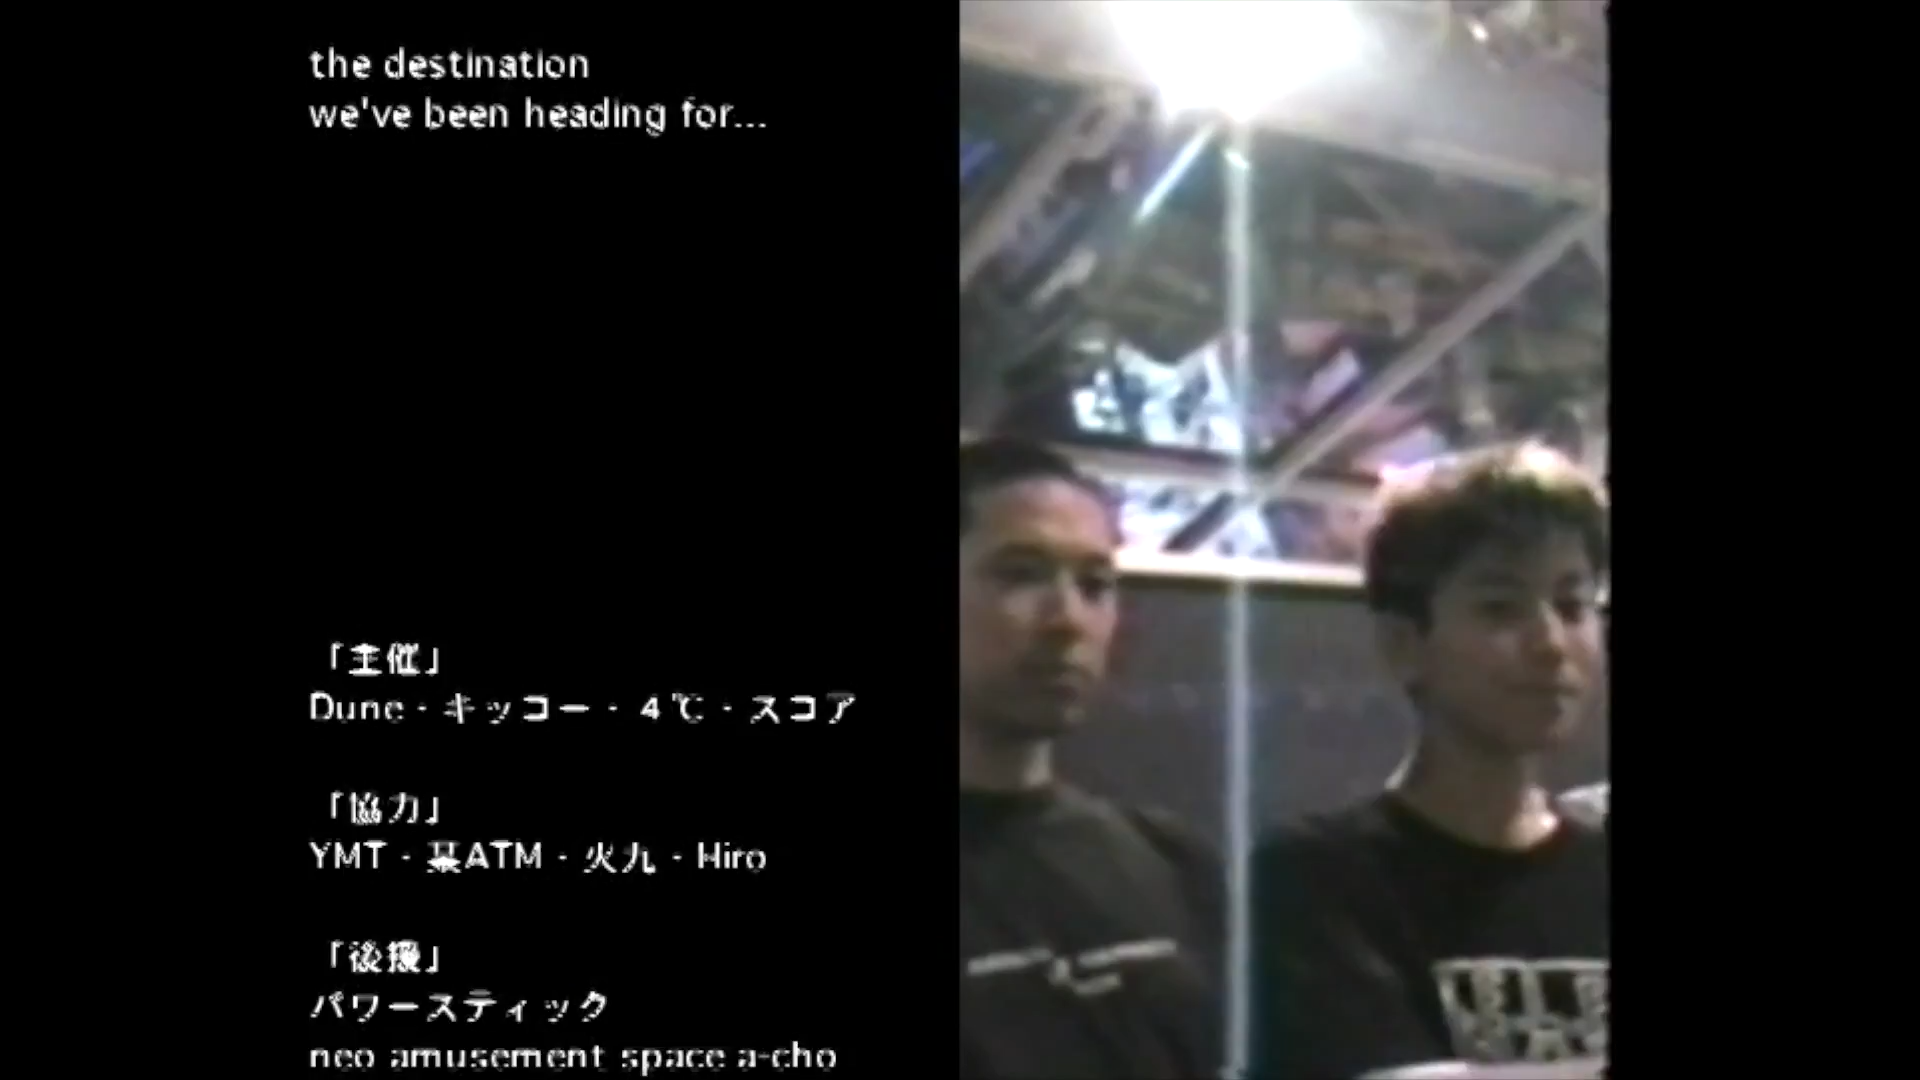 the destination
we've been heading for...
「主催」
Dune・キッコー・４℃・スコア
「協力」
YMT・某ATM・火九・Hiro
「後援」
パワースティック
neo amusement space a-cho